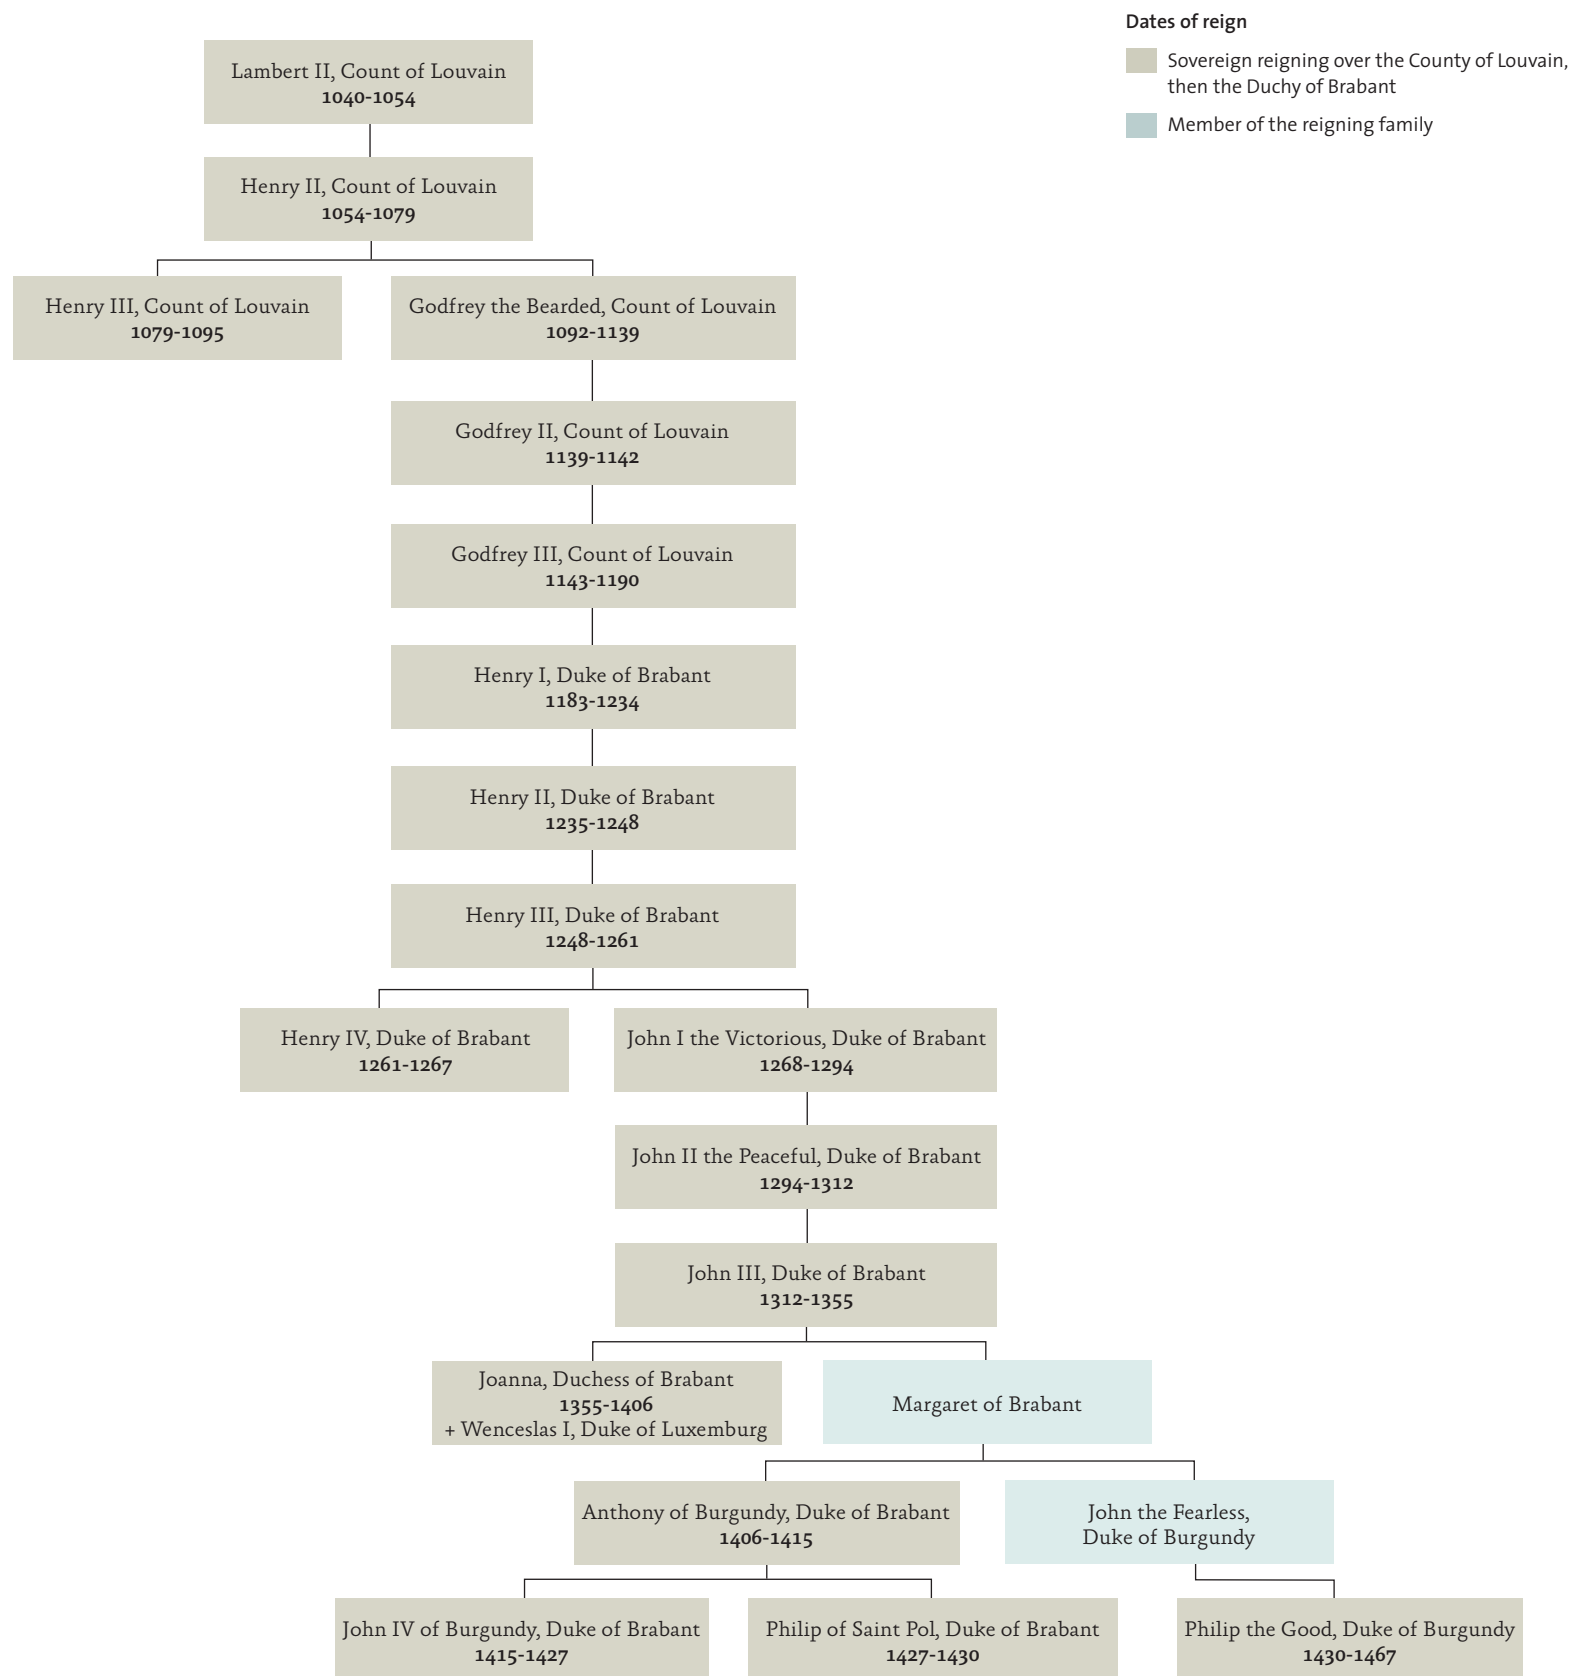 Dates of reign
Sovereign reigning over the County of Louvain,
then the Duchy of Brabant
Member of the reigning family
Lambert II, Count of Louvain
1040-1054
Henry II, Count of Louvain
1054-1079
Henry III, Count of Louvain
1079-1095
Godfrey the Bearded, Count of Louvain
1092-1139
Godfrey II, Count of Louvain
1139-1142
Godfrey III, Count of Louvain
1143-1190
Henry I, Duke of Brabant
1183-1234
Henry II, Duke of Brabant
1235-1248
Henry III, Duke of Brabant
1248-1261
Henry IV, Duke of Brabant
1261-1267
John I the Victorious, Duke of Brabant
1268-1294
John II the Peaceful, Duke of Brabant
1294-1312
John III, Duke of Brabant
1312-1355
Joanna, Duchess of Brabant
1355-1406
+ Wenceslas I, Duke of Luxemburg
Margaret of Brabant
Anthony of Burgundy, Duke of Brabant
1406-1415
John the Fearless,
Duke of Burgundy
John IV of Burgundy, Duke of Brabant
1415-1427
Philip of Saint Pol, Duke of Brabant
1427-1430
Philip the Good, Duke of Burgundy
1430-1467